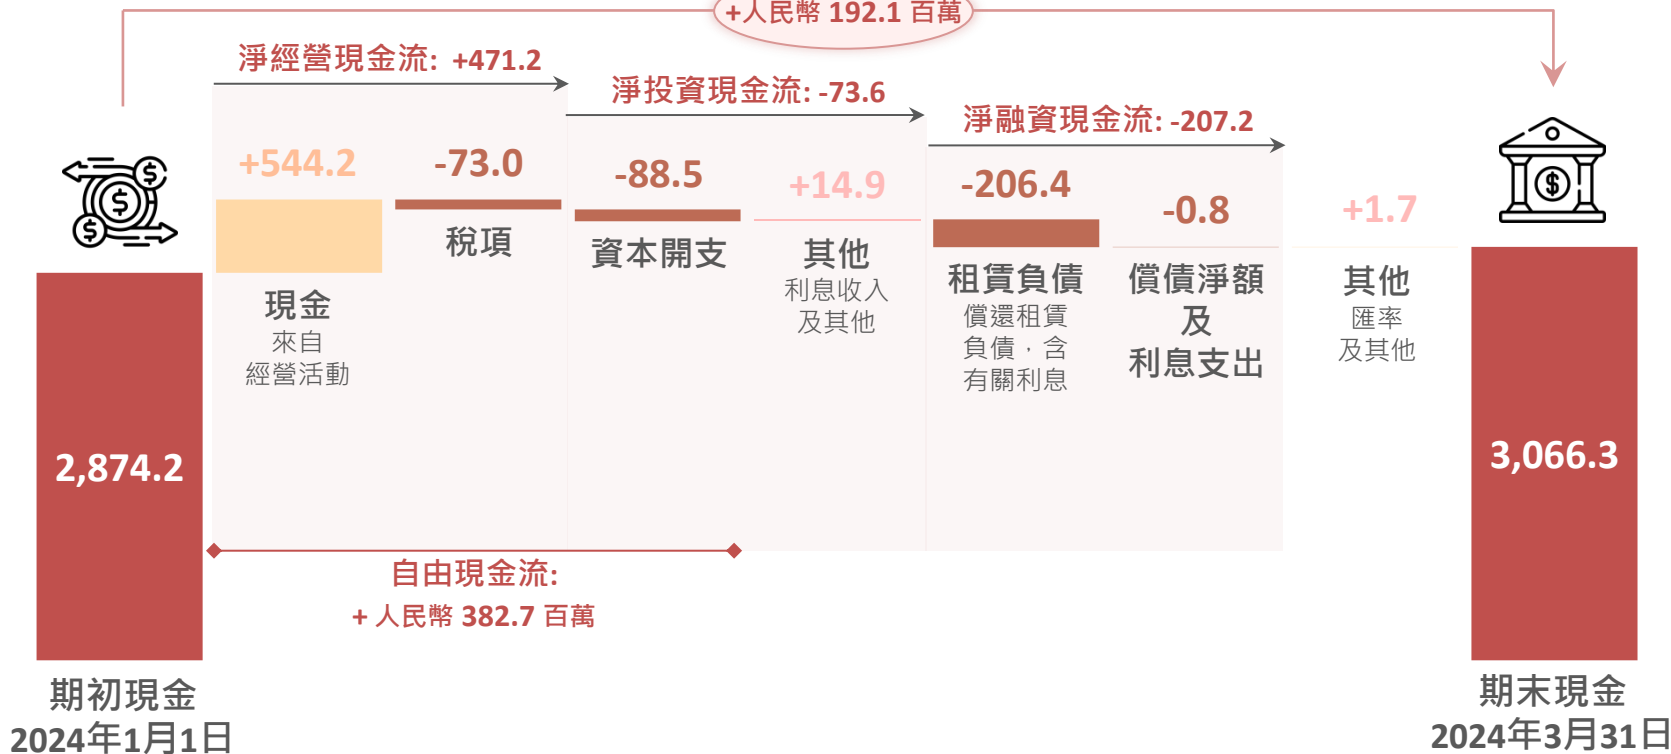 +人民幣 192.1 百萬
淨經營現金流: +471.2
淨投資現金流: -73.6
淨融資現金流: -207.2
+544.2
現金
來自
經營活動
-73.0
稅項
-88.5
資本開支
+14.9
其他
利息收入
及其他
-206.4
租賃負債
償還租賃
負債，含
有關利息
-0.8
償債淨額
及
利息支出
+1.7
其他
匯率
及其他
2,874.2
3,066.3
自由現金流:
+ 人民幣 382.7 百萬
期初現金
2024年1月1日
期末現金
2024年3月31日